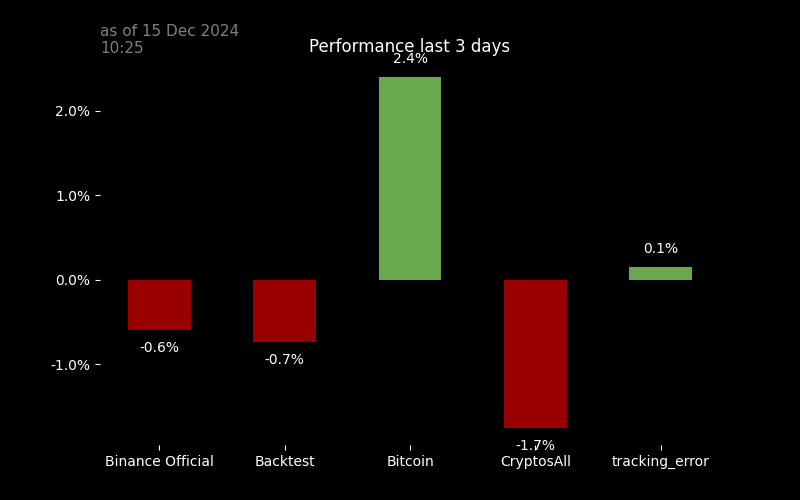 as of 15 Dec 2024
10:25
Performance last 3 days
2.4%
2.0%
1.0%
0.1%
0.0%
-0.6%
-0.7%
-1.0%
-1.7%
Binance Official
Backtest
Bitcoin
CryptosAll
tracking_error